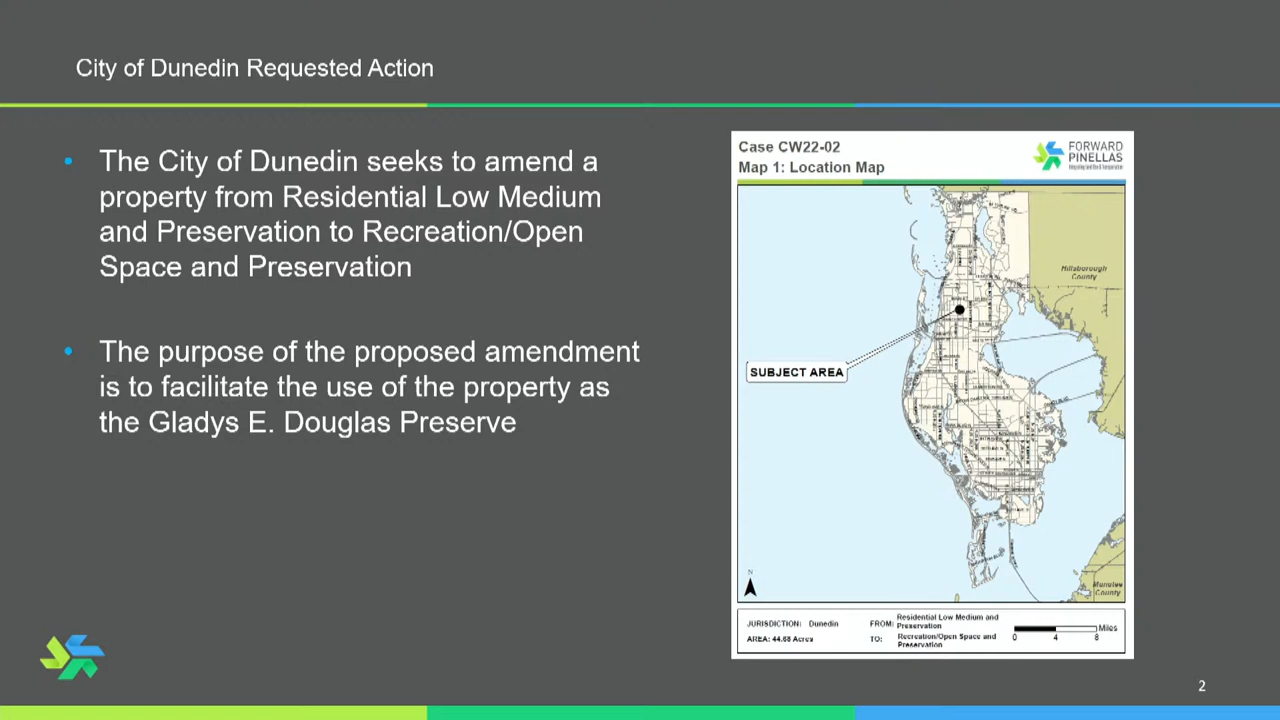 City of Dunedin Requested Action
• The City of Dunedin seeks to amend a
property from Residential Low Medium
and Preservation to Recreation/Open
Space and Preservation
• The purpose of the proposed amendment
is to facilitate the use of the property as
the Gladys E. Douglas Preserve
Case CW22-02
Map 1: Location Map
FORWARD
PINELLAS
Hillsborough
County
SUBJECT AREA
N
Manatee
County
JURISDICTION: Dunedin
AREA: 44.68 Acres
FROM: Residential Low Medium and
Preservation
TO: Recreation/Open Space and
Preservation
Miles
0 4 8
2